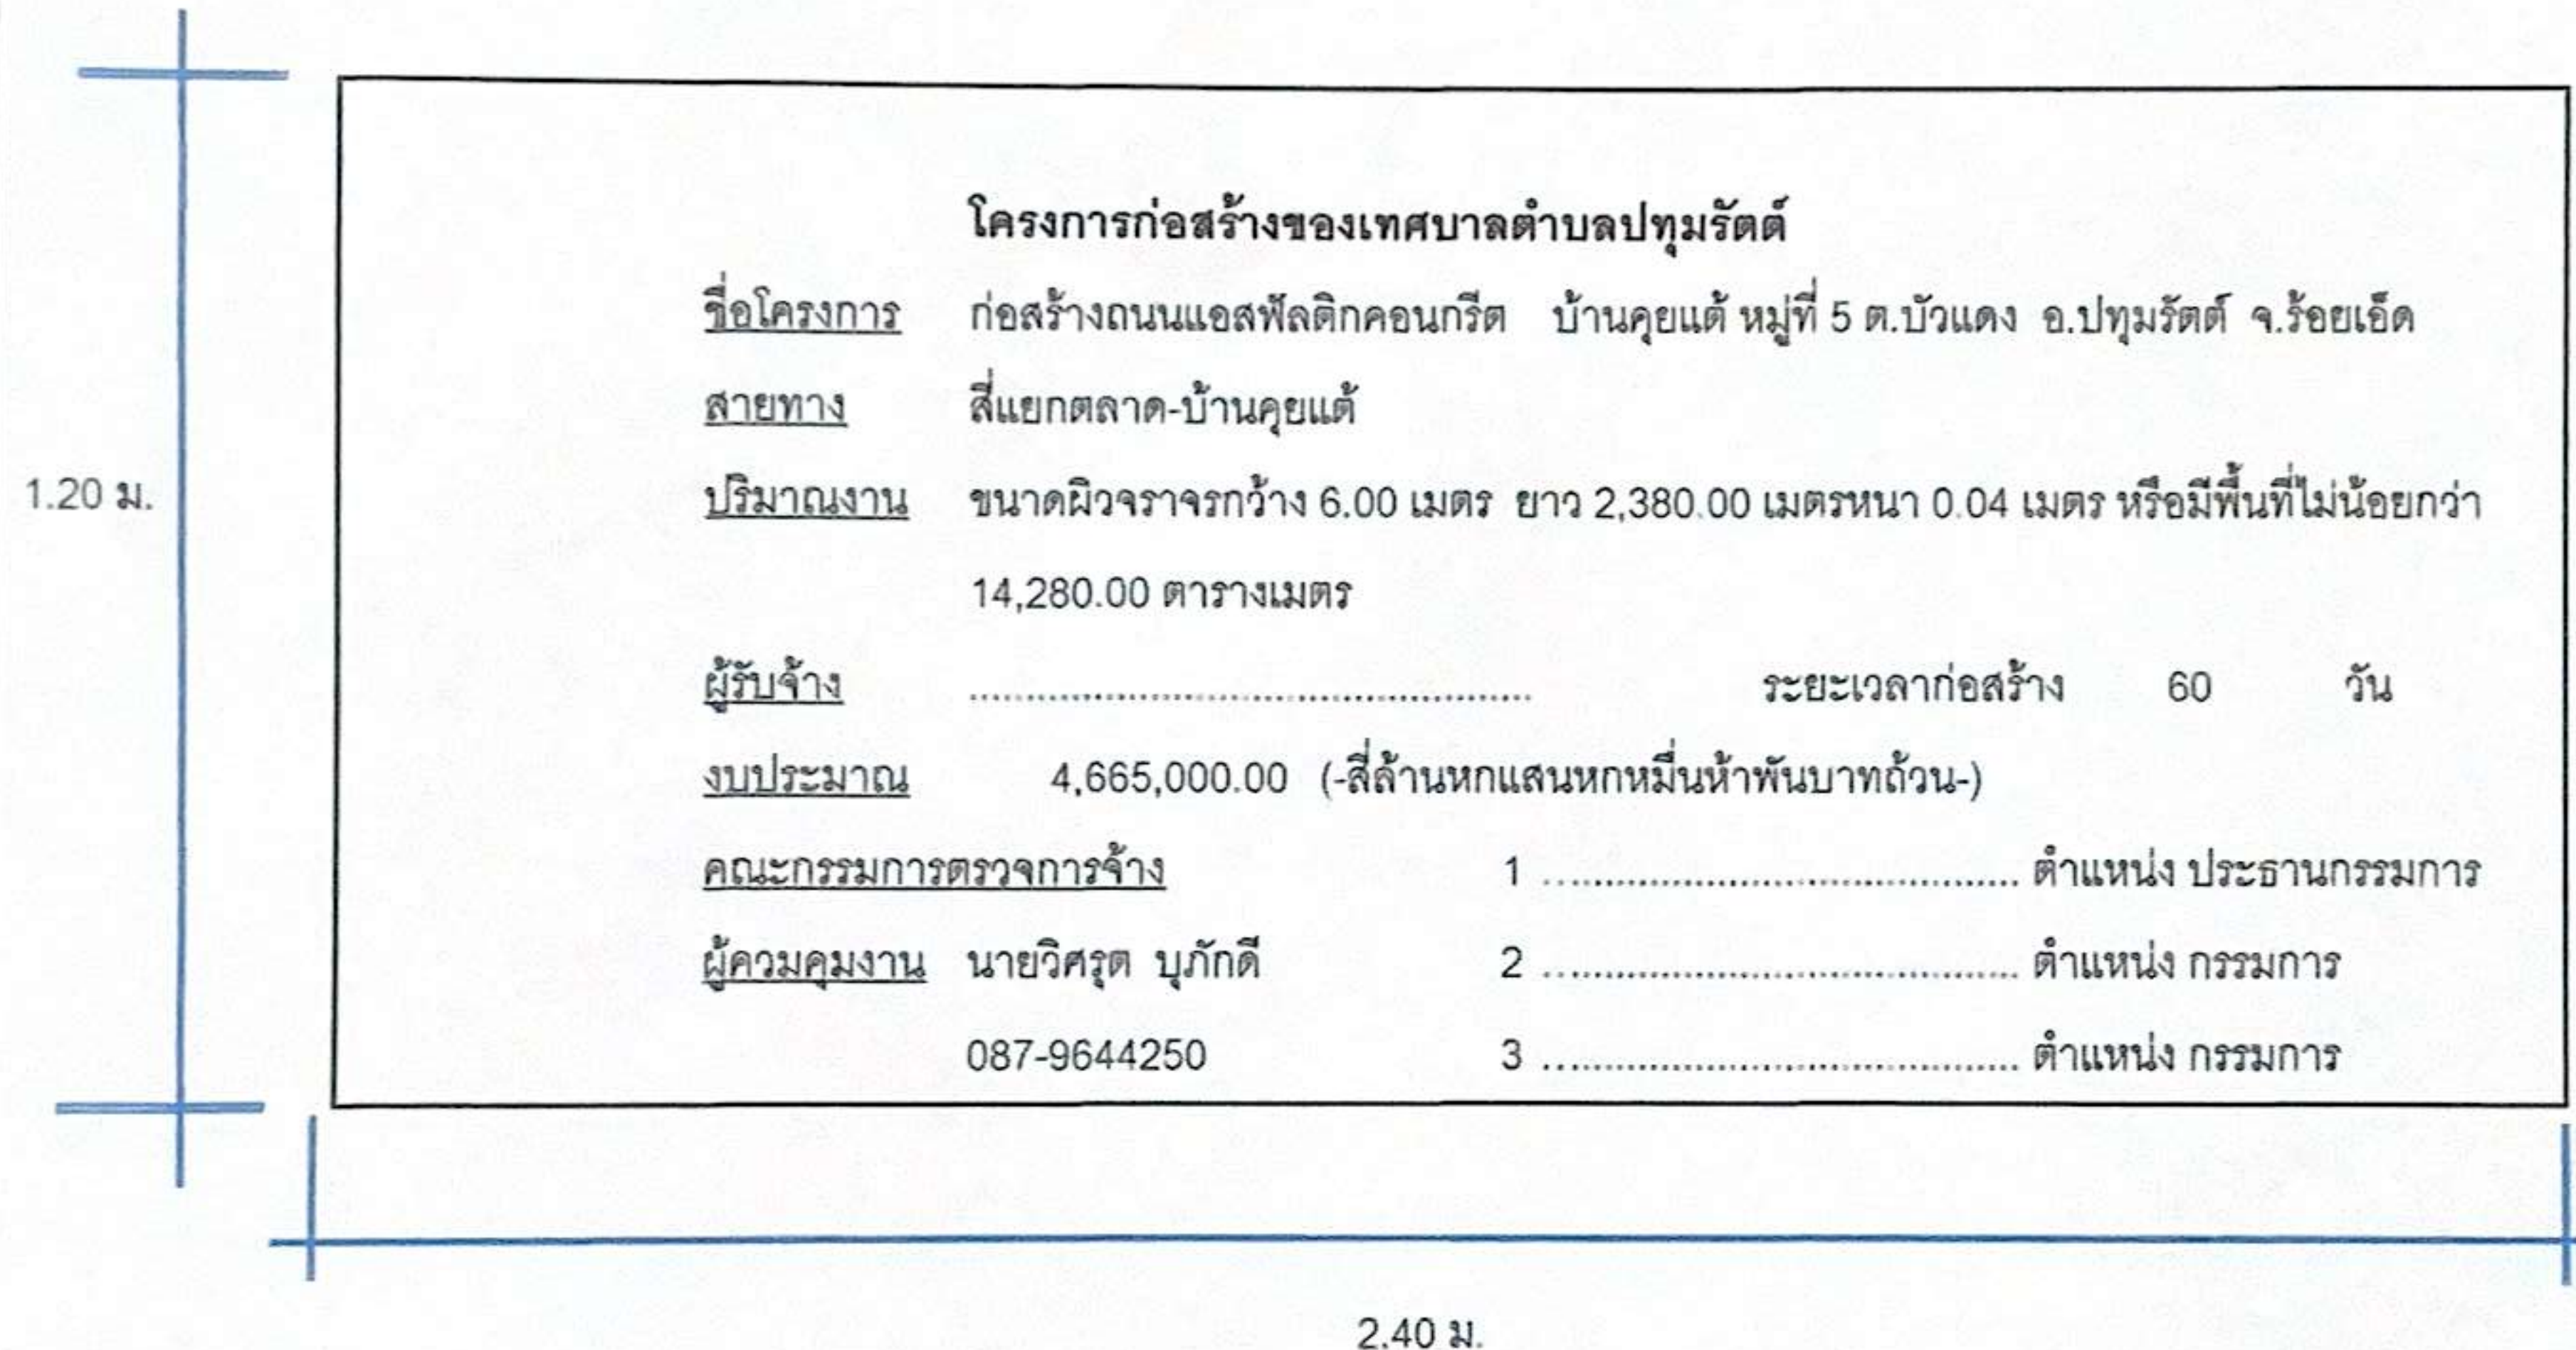 โครงการก่อสร้างของเทศบาลตำบลปทุมรัตต์
ชื่อโครงการ ก่อสร้างถนนแอสฟัลติกคอนกรีต บ้านคุยแต้ หมู่ที่ 5 ต.บัวแดง อ.ปทุมรัตต์ จ.ร้อยเอ็ด
สายทาง สี่แยกตลาด-บ้านคุยแต้
1.20 ม.
ปริมาณงาน ขนาดผิวจราจรกว้าง 6.00 เมตร ยาว 2,380.00 เมตรหนา 0.04 เมตร หรือมีพื้นที่ไม่น้อยกว่า
14,280.00 ตารางเมตร
ผู้รับจ้าง .................................................. ระยะเวลาก่อสร้าง 60 วัน
งบประมาณ 4,665,000.00 (-สี่ล้านหกแสนหกหมื่นห้าพันบาทถ้วน-)
คณะกรรมการตรวจการจ้าง 1 .......................................... ตำแหน่ง ประธานกรรมการ
ผู้ควมคุมงาน นายวิศรุต บุภักดี 2 .......................................... ตำแหน่ง กรรมการ
087-9644250 3 .......................................... ตำแหน่ง กรรมการ
2.40 ม.